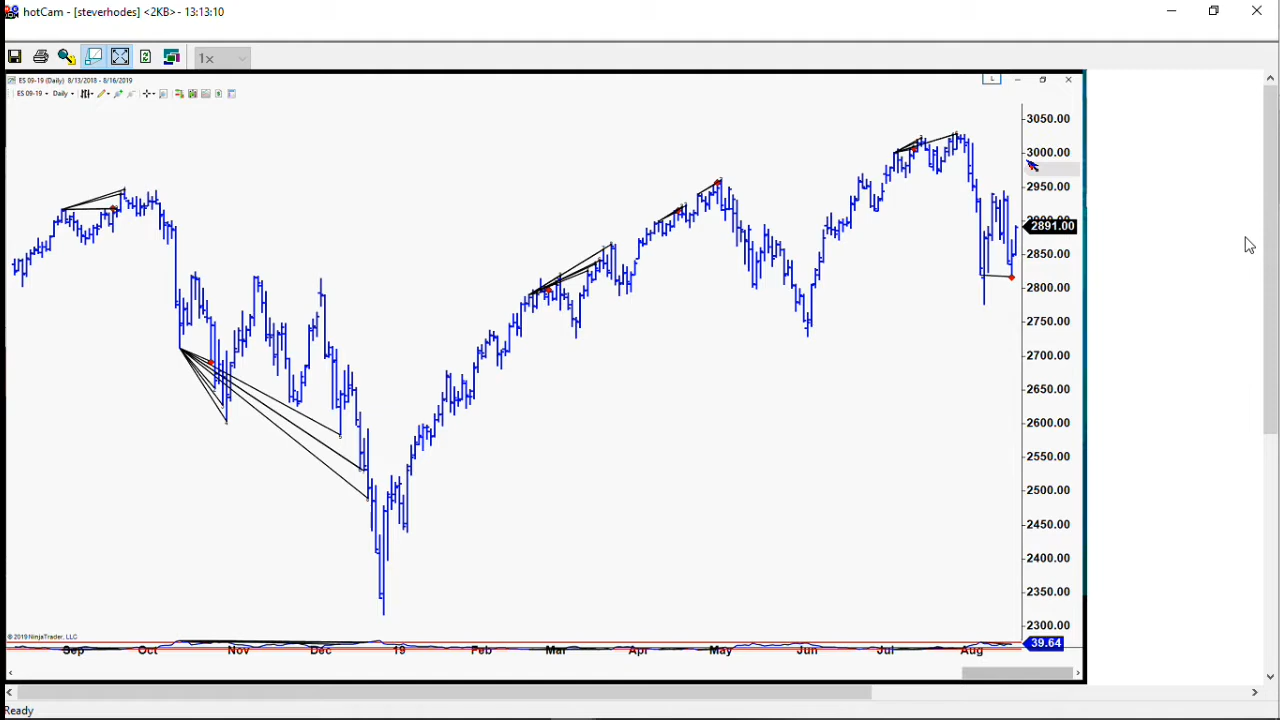 hotCam - [steverhodes] <2KB> - 13:13:10
1x
ES 09-19 (Daily) 8/13/2018 - 8/16/2019
L
ES 09-19 Daily
3050.00
3000.00
2950.00
2900.00
2891.00
2850.00
2800.00
2750.00
2700.00
2650.00
2600.00
2550.00
2500.00
2450.00
2400.00
2350.00
2300.00
© 2019 NinjaTrader, LLC
39.64
Sep Oct Nov Dec 19 Feb Mar Apr May Jun Jul Aug
Ready